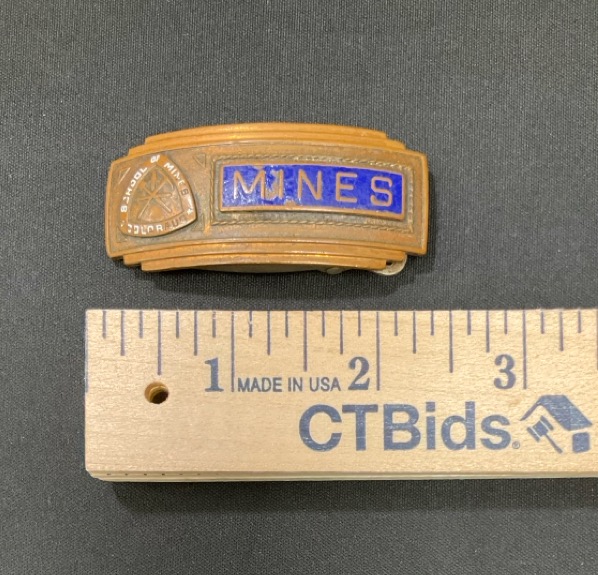 SCHOOL OF MINES
COLORADO
MINES
1 MADE IN USA 2 3
CTBids®